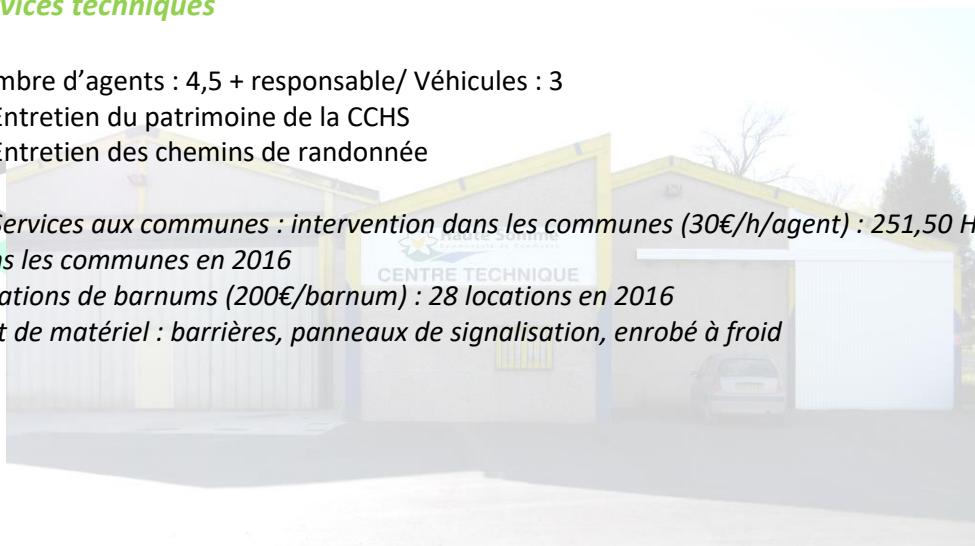 vices techniques
mbre d'agents : 4,5 + responsable/ Véhicules : 3
Entretien du patrimoine de la CCHS
Entretien des chemins de randonnée
Services aux communes : intervention dans les communes (30€/h/agent) : 251,50 H
ns les communes en 2016
Haute Somme
CENTRE TECHNIQUE
ations de barnums (200€/barnum) : 28 locations en 2016
t de matériel : barrières, panneaux de signalisation, enrobé à froid